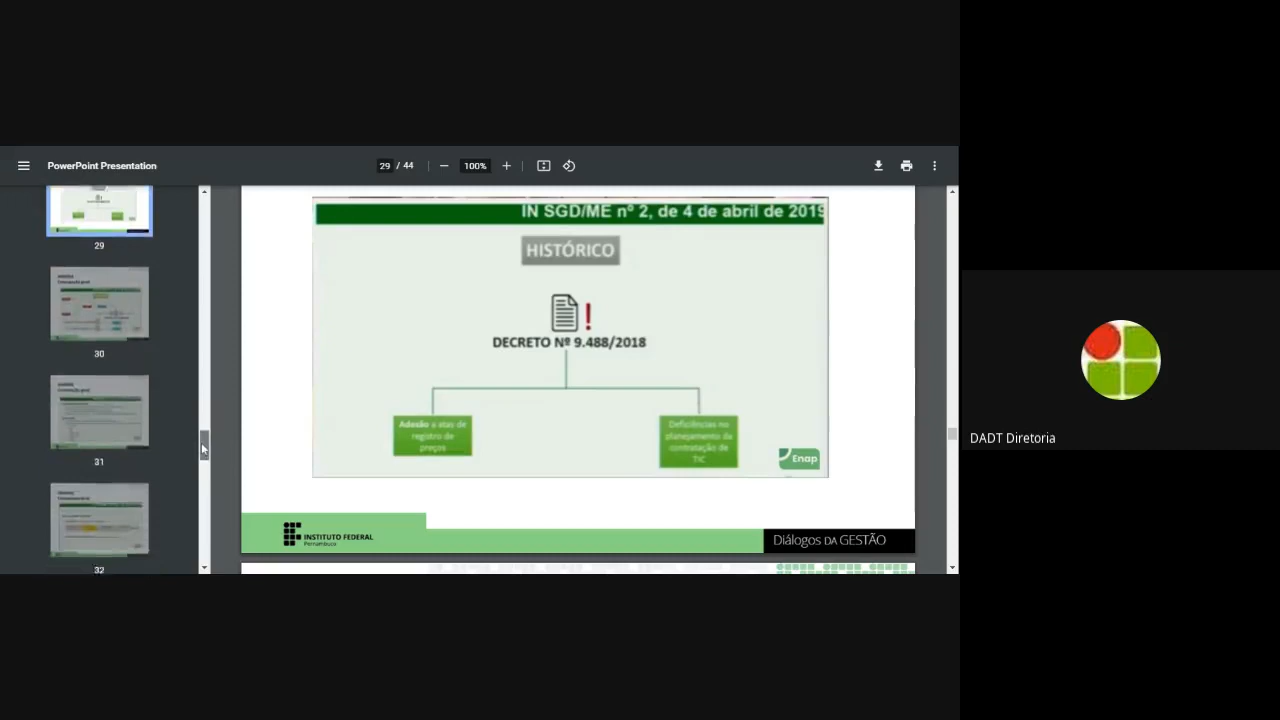 PowerPoint Presentation
29 / 44
100%
29
30
31
32
IN SGD/ME nº 2, de 4 de abril de 2019
HISTÓRICO
!
DECRETO Nº 9.488/2018
Adesão a atas de
registro de
preços
Deficiências no
planejamento da
contratação de
TIC
Enap
INSTITUTO FEDERAL
Pernambuco
Diálogos DA GESTÃO
DADT Diretoria